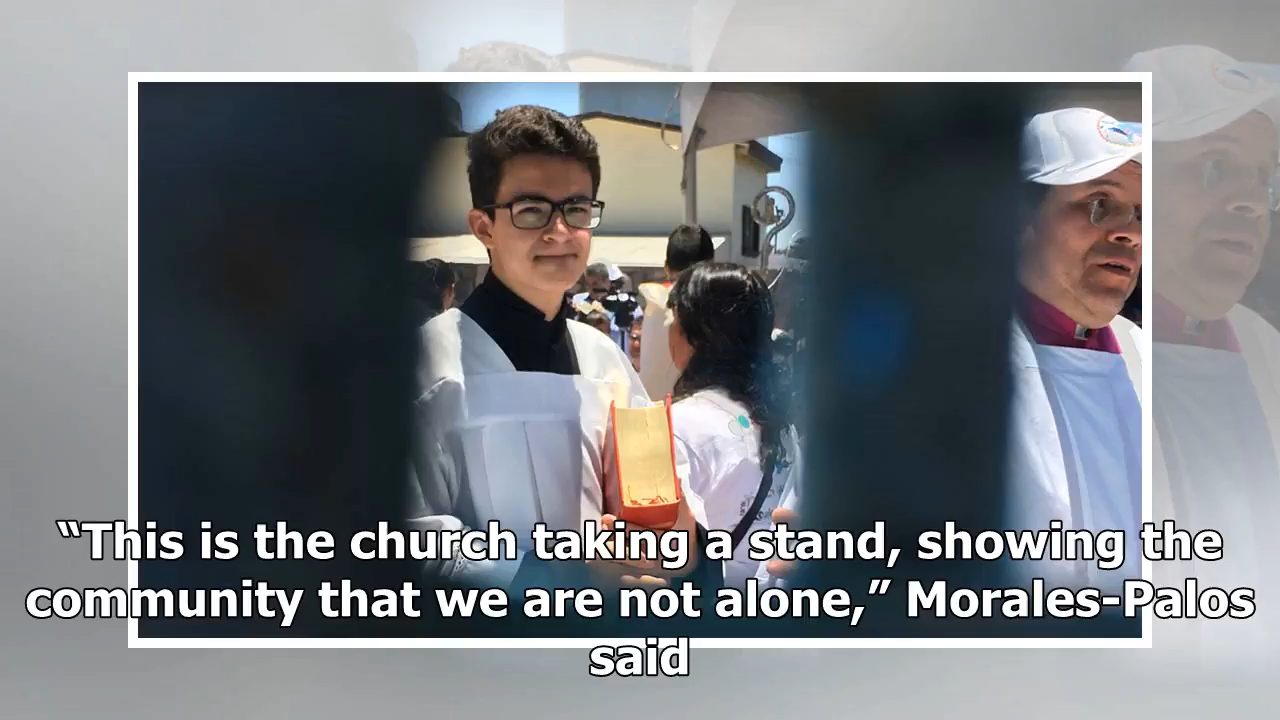 “This is the church taking a stand, showing the
community that we are not alone,” Morales-Palos
said